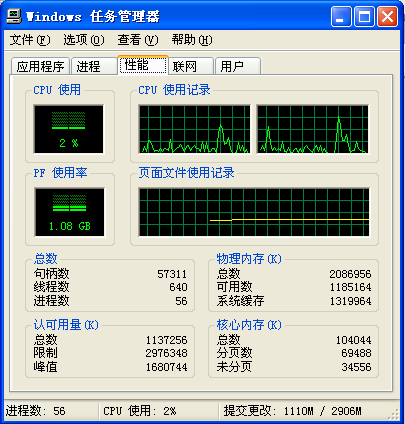 Windows 任务管理器
文件(F) 选项(O) 查看(V) 帮助(H)
应用程序 进程 性能 联网 用户
CPU 使用 CPU 使用记录
2 %
PF 使用率 页面文件使用记录
1.08 GB
总数 物理内存(K)
句柄数 57311 总数 2086956
线程数 640 可用数 1185164
进程数 56 系统缓存 1319964
认可用量(K) 核心内存(K)
总数 1137256 总数 104044
限制 2976348 分页数 69488
峰值 1680744 未分页 34556
进程数: 56 CPU 使用: 2% 提交更改: 1110M / 2906M